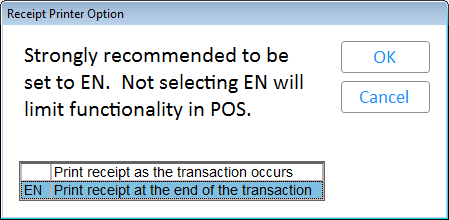 Receipt Printer Option
Strongly recommended to be
set to EN.  Not selecting EN will
limit functionality in POS.
OK
Cancel
Print receipt as the transaction occurs
EN Print receipt at the end of the transaction